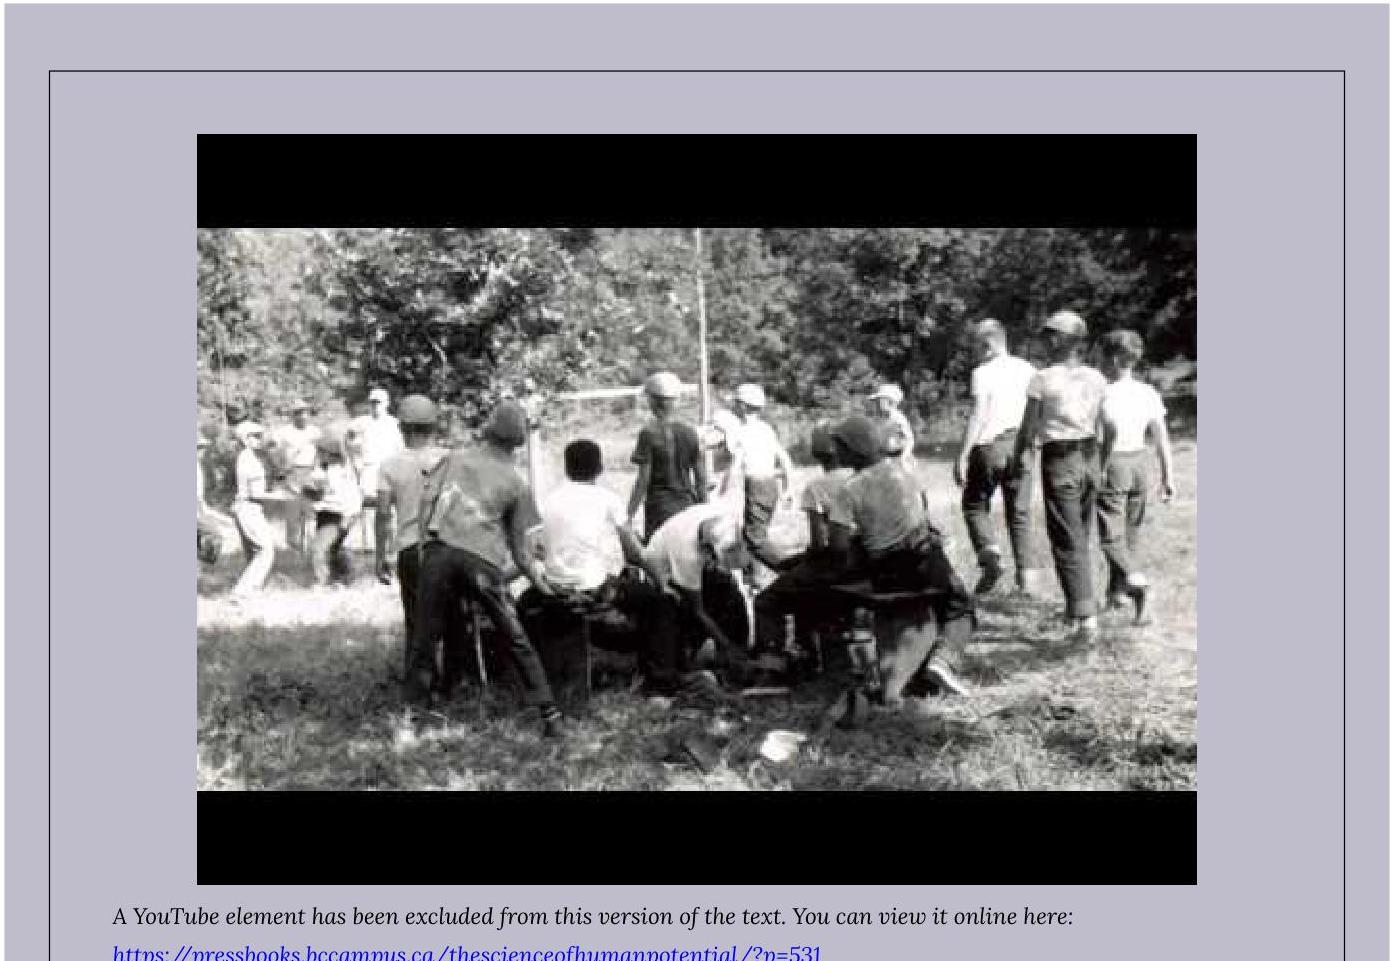 A YouTube element has been excluded from this version of the text. You can view it online here:
https://pressbooks.bccampus.ca/thescienceofhumanpotential/?p=531